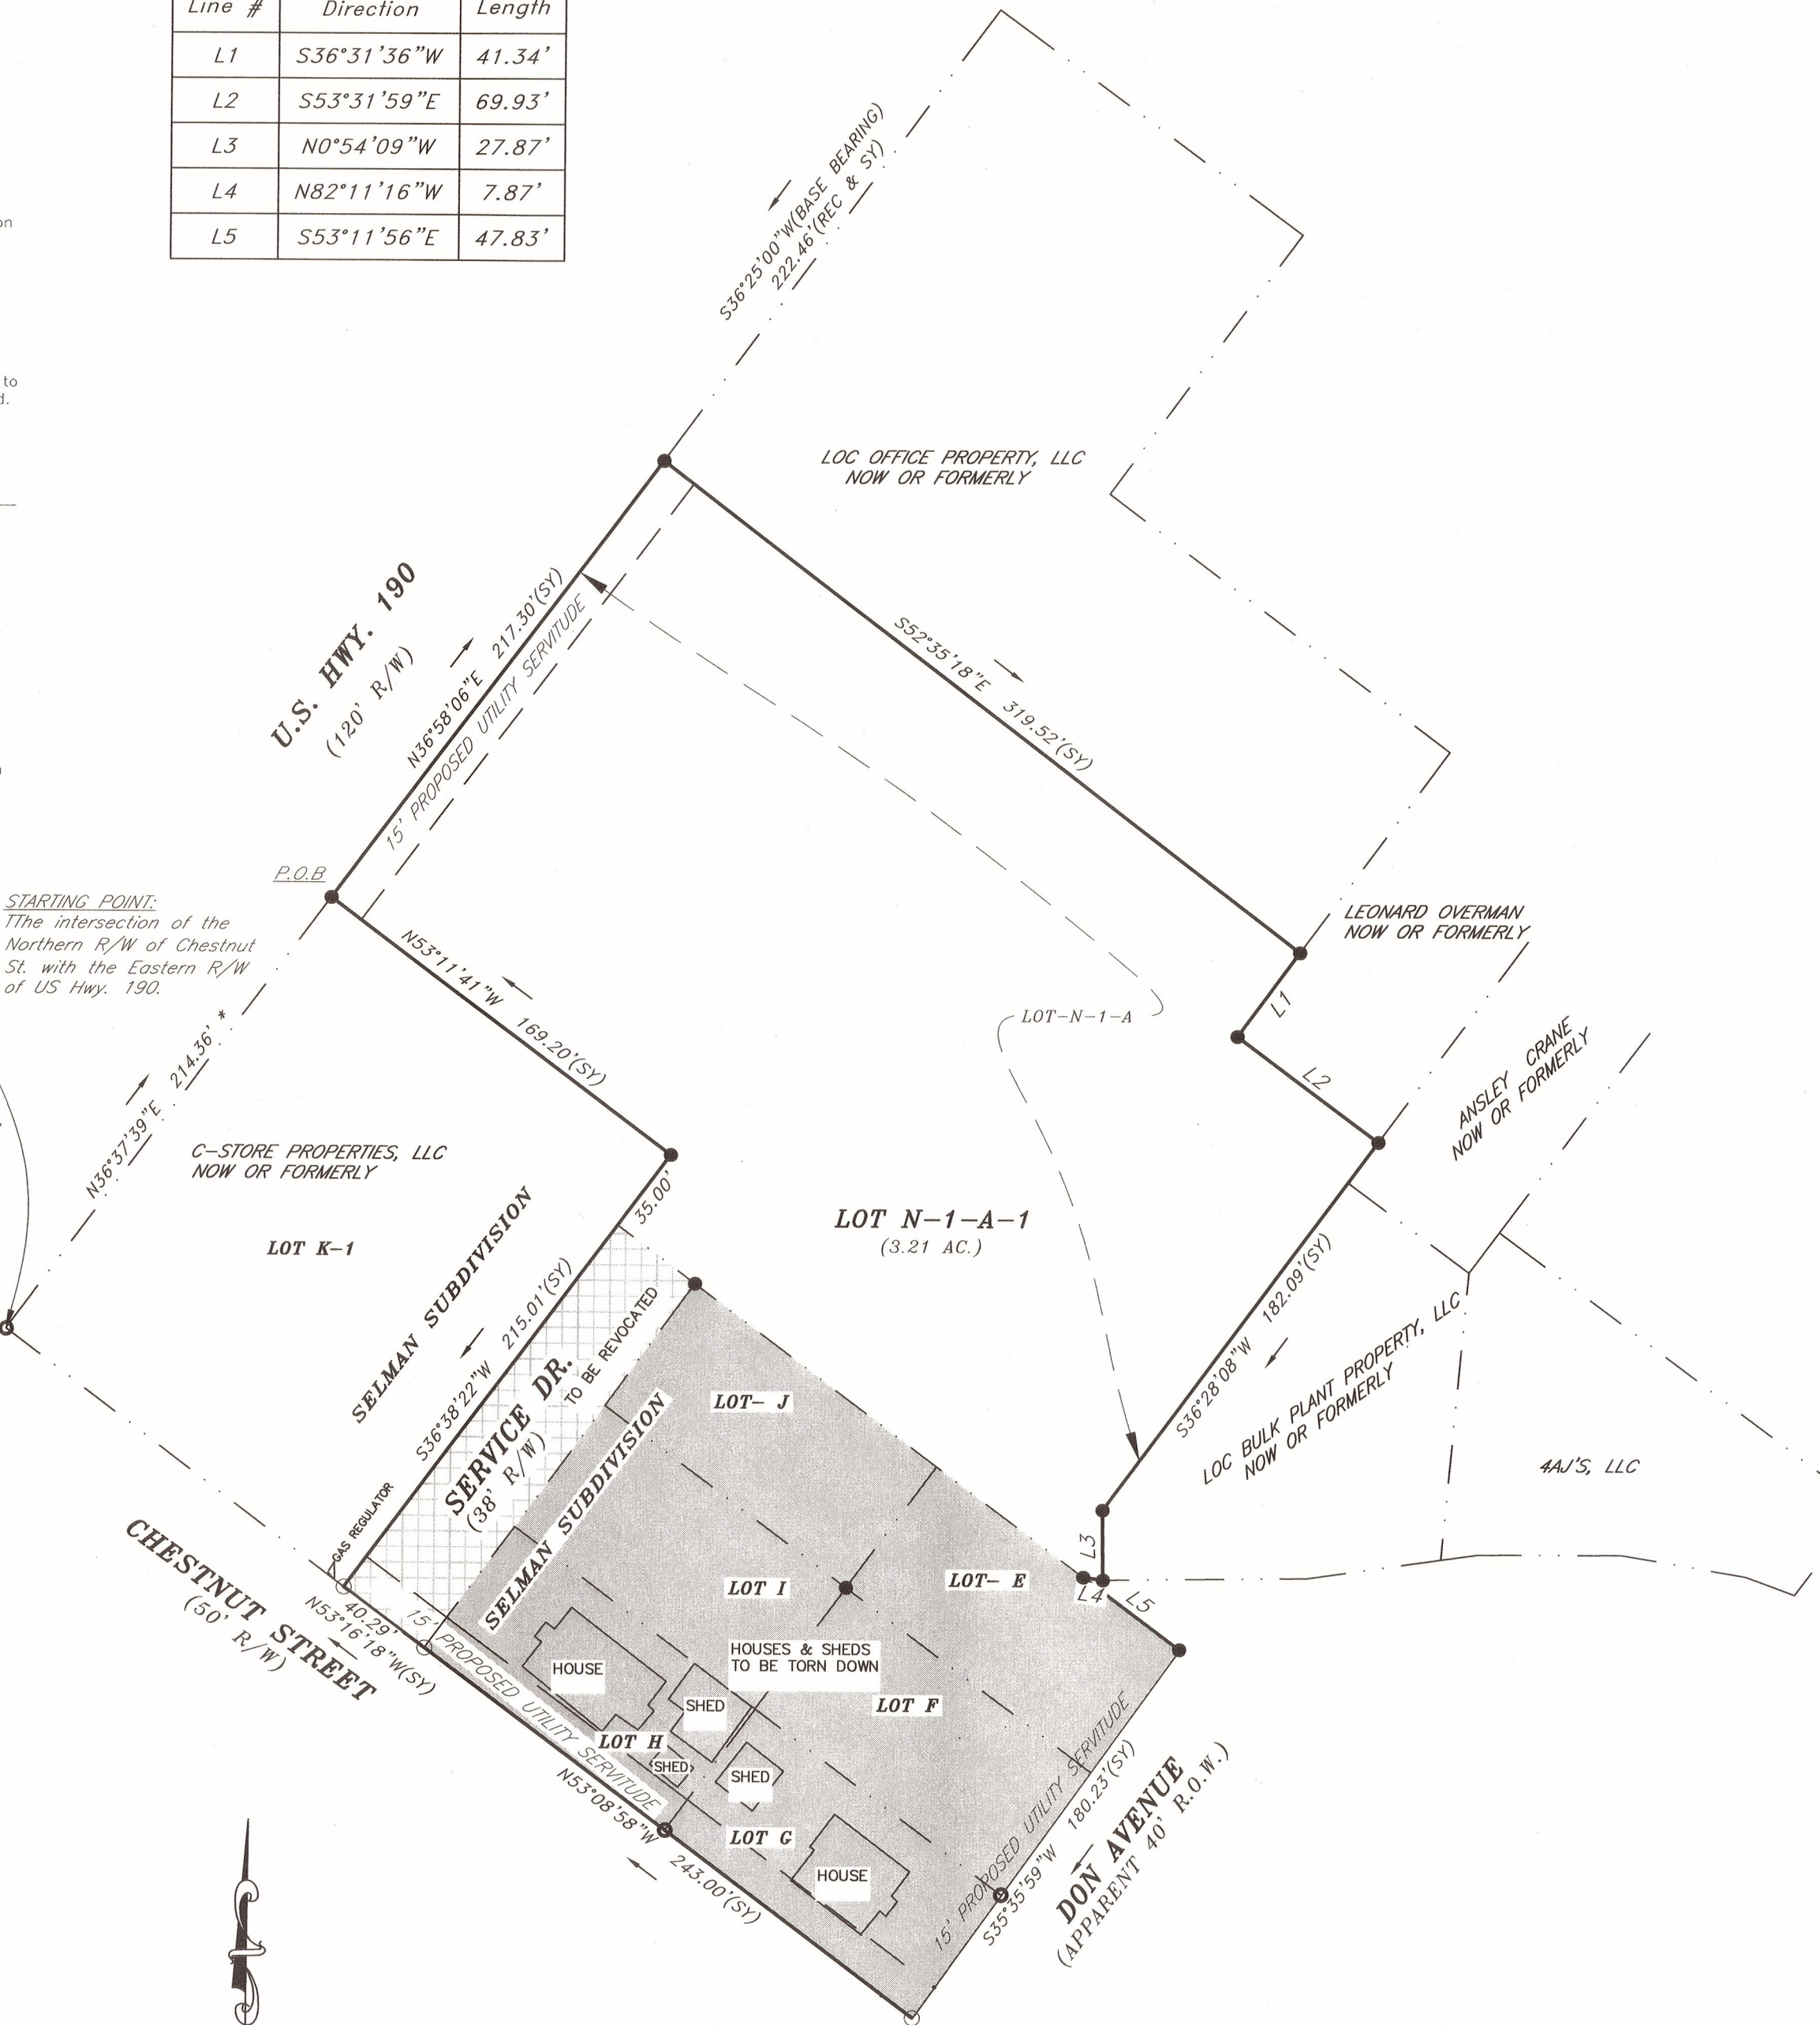 Line # Direction Length
L1 S36°31'36"W 41.34'
L2 S53°31'59"E 69.93'
L3 N0°54'09"W 27.87'
L4 N82°11'16"W 7.87'
L5 S53°11'56"E 47.83'
on
to
d.
S36°25'00"W(BASE BEARING)
222.46'(REC & SY)
LOC OFFICE PROPERTY, LLC
NOW OR FORMERLY
U.S. HWY. 190
(120' R/W)
N36°58'06"E 217.30'(SY)
15' PROPOSED UTILITY SERVITUDE
S52°35'18"E 319.52'(SY)
P.O.B
STARTING POINT:
TThe intersection of the
Northern R/W of Chestnut
St. with the Eastern R/W
of US Hwy. 190.
N53°11'41"W 169.20'(SY)
LEONARD OVERMAN
NOW OR FORMERLY
L1
LOT-N-1-A
L2
ANSLEY CRANE
NOW OR FORMERLY
N36°37'39"E 214.36' *
C-STORE PROPERTIES, LLC
NOW OR FORMERLY
LOT K-1
SELMAN SUBDIVISION
35.00'
LOT N-1-A-1
(3.21 AC.)
S36°38'22"W 215.01'(SY)
SERVICE DR.
(38' R/W)
TO BE REVOCATED
S36°28'08"W 182.09'(SY)
LOC BULK PLANT PROPERTY, LLC
NOW OR FORMERLY
4AJ'S, LLC
LOT- J
SELMAN SUBDIVISION
GAS REGULATOR
CHESTNUT STREET
(50' R/W)
40.29'
N53°16'18"W(SY)
15' PROPOSED UTILITY SERVITUDE
L3
L4
L5
LOT I
LOT- E
HOUSES & SHEDS
TO BE TORN DOWN
HOUSE
SHED
LOT F
LOT H
SHED
SHED
LOT G
HOUSE
N53°08'58"W 243.00'(SY)
15' PROPOSED UTILITY SERVITUDE
S35°35'59"W 180.23'(SY)
DON AVENUE
(APPARENT 40' R.O.W.)